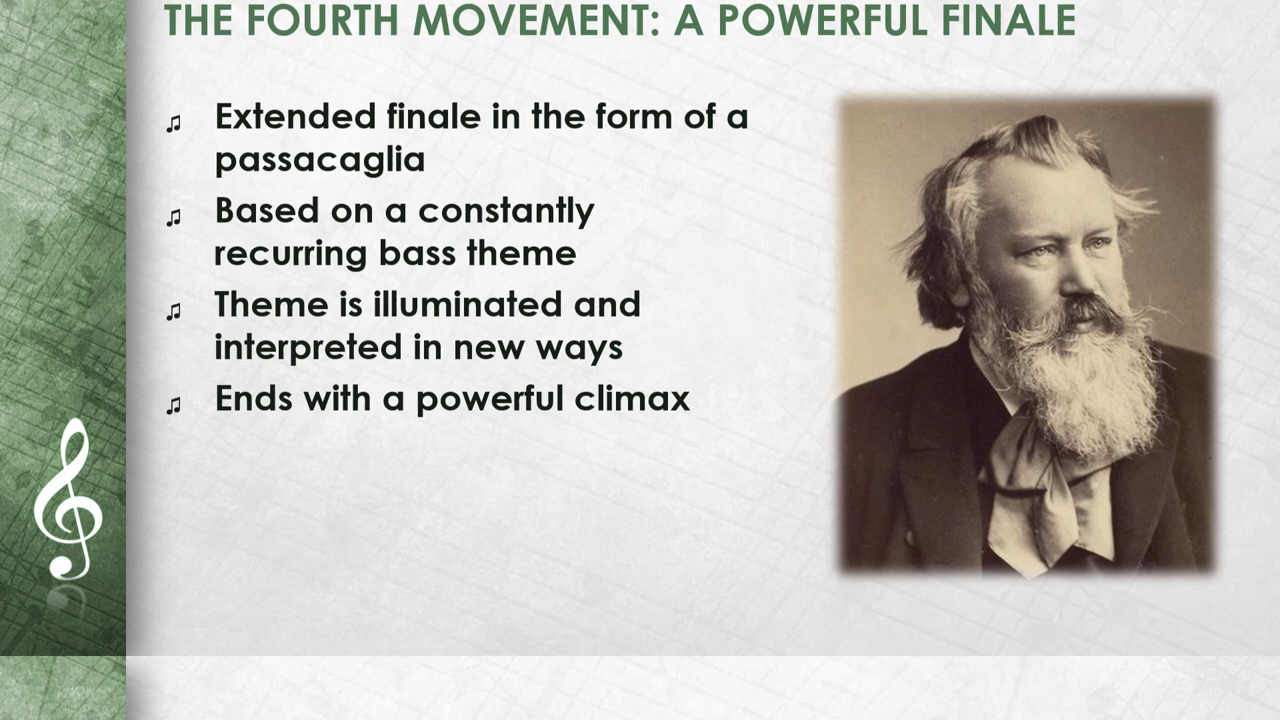 THE FOURTH MOVEMENT: A POWERFUL FINALE
Extended finale in the form of a
passacaglia
Based on a constantly
recurring bass theme
Theme is illuminated and
interpreted in new ways
Ends with a powerful climax